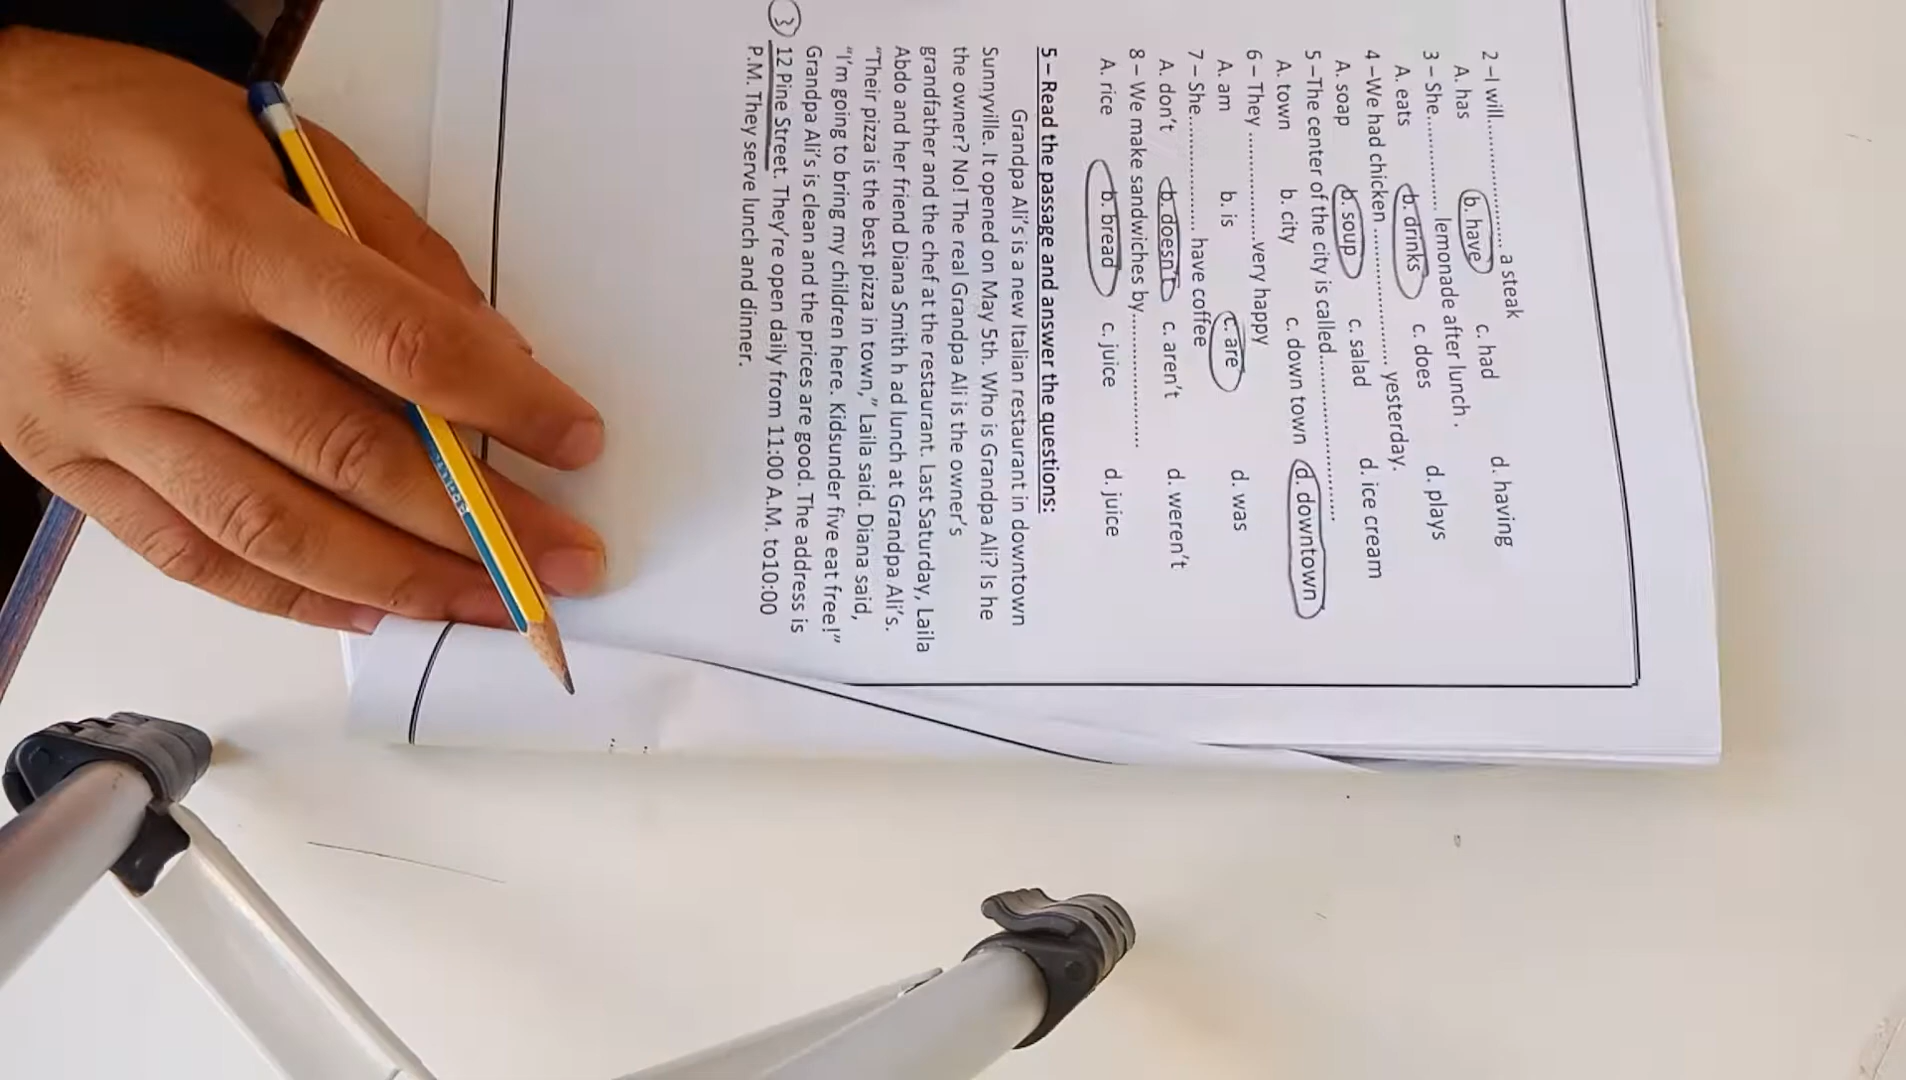 2 –I will........................ a steak
A. has b. have c. had d. having
3 – She................ lemonade after lunch .
A. eats b. drinks c. does d. plays
4 –We had chicken ........................ yesterday.
A. soap b. soup c. salad d. ice cream
5 –The center of the city is called............................
A. town b. city c. down town d. downtown
6 – They ...................very happy
A. am b. is c. are d. was
7 – She................... have coffee
A. don't b. doesn't c. aren't d. weren't
8 – We make sandwiches by......................
A. rice b. bread c. juice d. juice
5 – Read the passage and answer the questions:
Grandpa Ali's is a new Italian restaurant in downtown
Sunnyville. It opened on May 5th. Who is Grandpa Ali? Is he
the owner? No! The real Grandpa Ali is the owner's
grandfather and the chef at the restaurant. Last Saturday, Laila
Abdo and her friend Diana Smith h ad lunch at Grandpa Ali's.
"Their pizza is the best pizza in town," Laila said. Diana said,
"I'm going to bring my children here. Kidsunder five eat free!"
Grandpa Ali's is clean and the prices are good. The address is
3 12 Pine Street. They're open daily from 11:00 A.M. to10:00
P.M. They serve lunch and dinner.